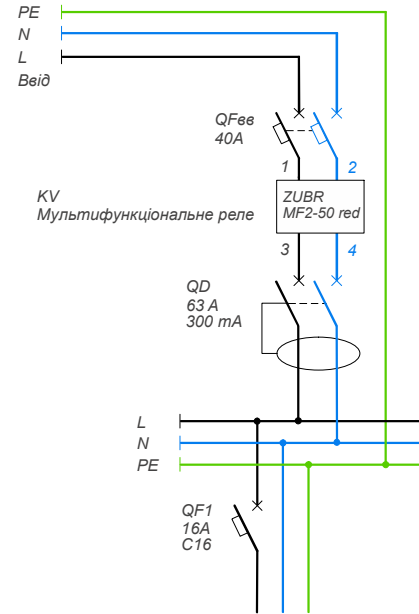 PE
N
L
Ввід
QFвв
40A
1
2
KV
Мультифункціональне реле
ZUBR
MF2-50 red
3
4
QD
63 A
300 mA
L
N
PE
QF1
16A
C16